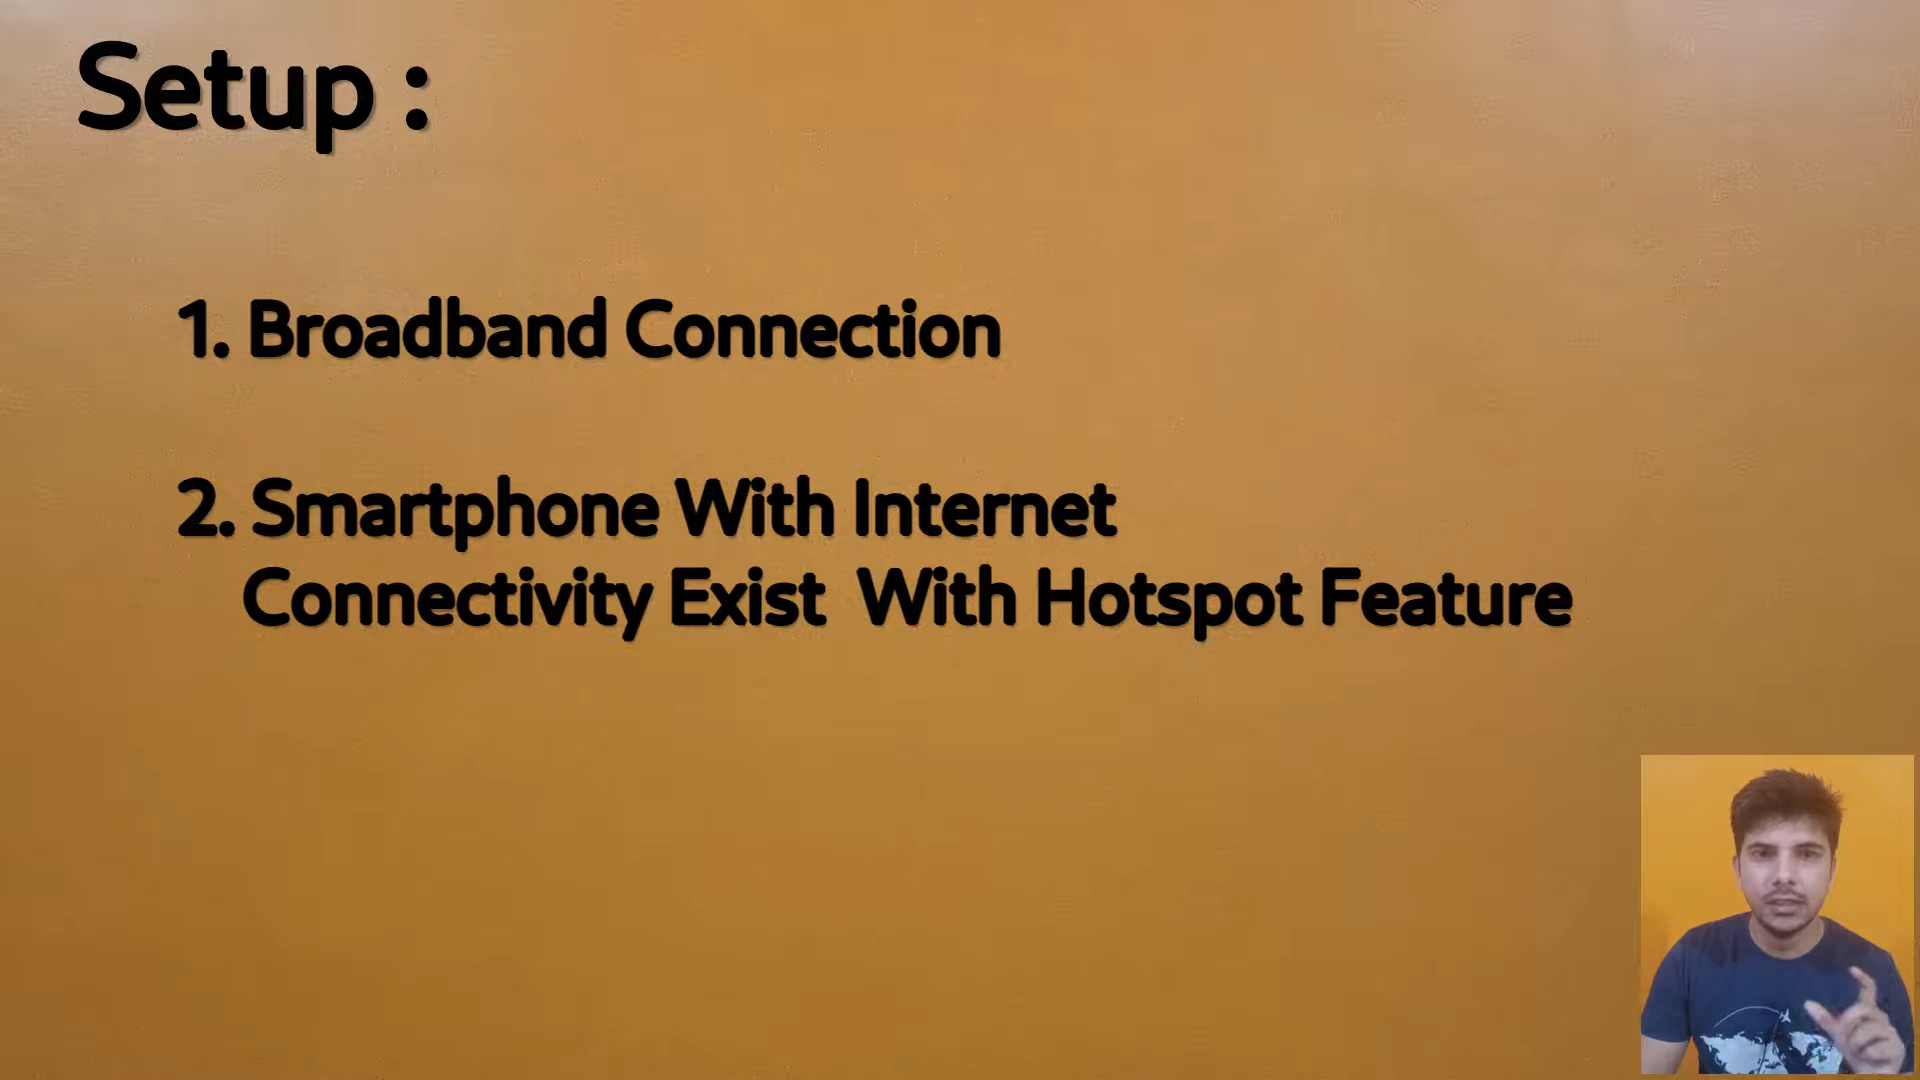 Setup :
1. Broadband Connection
2. Smartphone With Internet
Connectivity Exist With Hotspot Feature